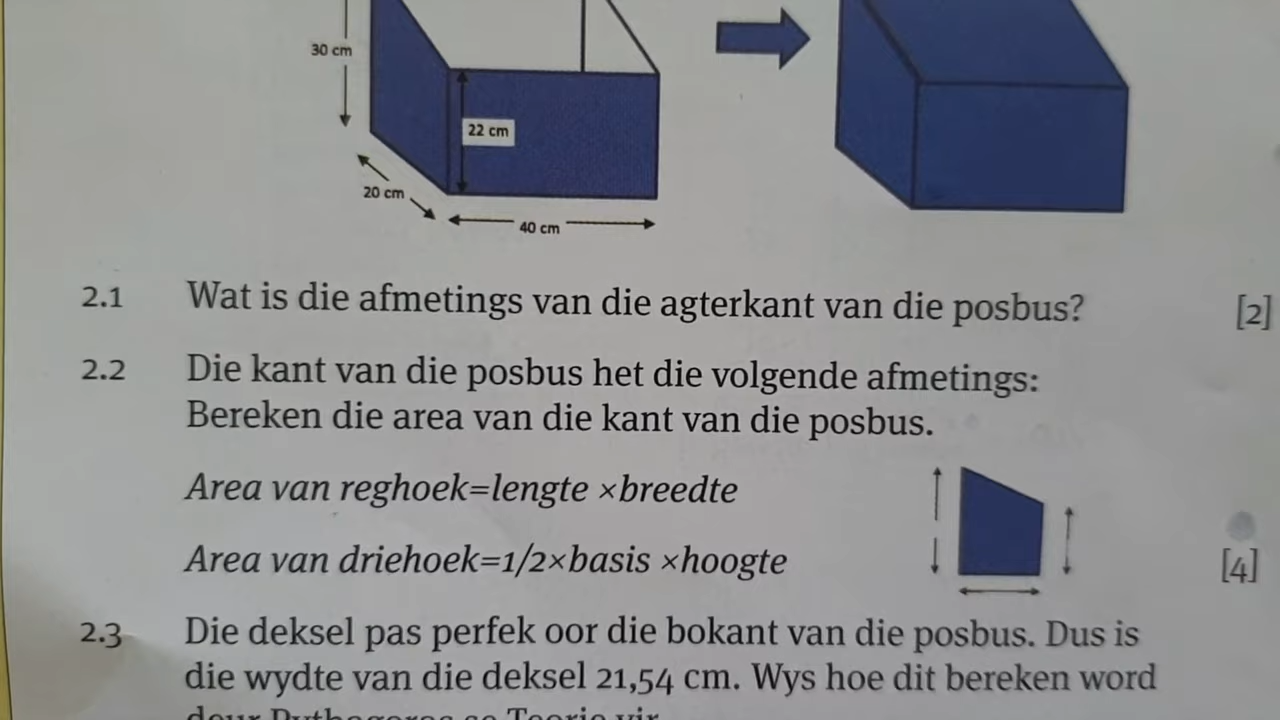 30 cm
22 cm
20 cm
40 cm
2.1 Wat is die afmetings van die agterkant van die posbus? [2]
2.2 Die kant van die posbus het die volgende afmetings:
Bereken die area van die kant van die posbus.
Area van reghoek=lengte ×breedte
Area van driehoek=1/2×basis ×hoogte
[4]
2.3 Die deksel pas perfek oor die bokant van die posbus. Dus is
die wydte van die deksel 21,54 cm. Wys hoe dit bereken word